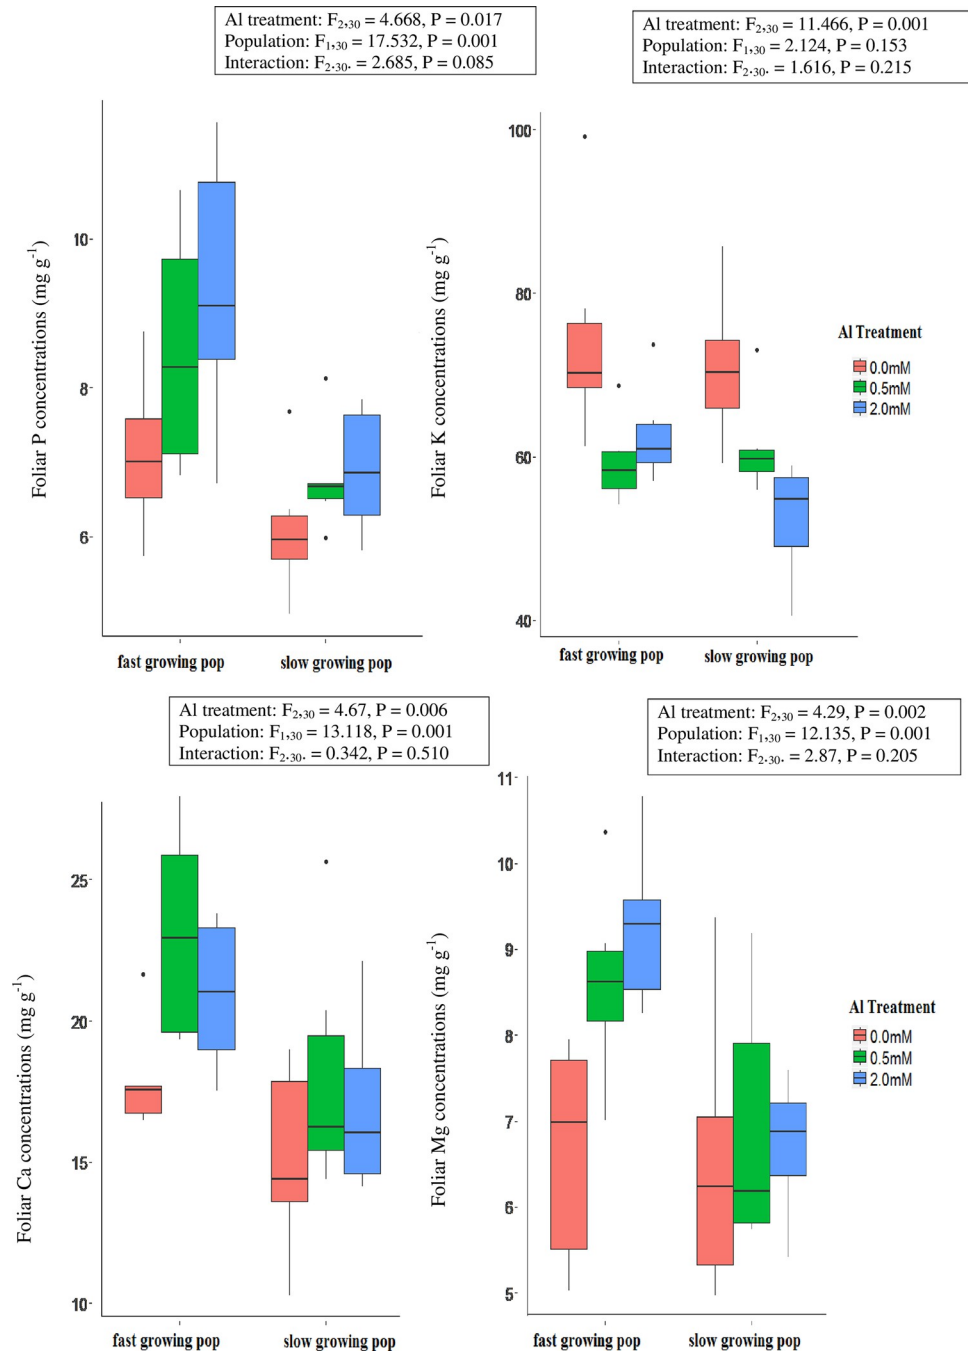 Al treatment: F₂,₃₀ = 4.668, P = 0.017
Population: F₁,₃₀ = 17.532, P = 0.001
Interaction: F₂.₃₀. = 2.685, P = 0.085
Al treatment: F₂,₃₀ = 11.466, P = 0.001
Population: F₁,₃₀ = 2.124, P = 0.153
Interaction: F₂.₃₀. = 1.616, P = 0.215
Foliar P concentrations (mg g⁻¹)
10
8
6
fast growing pop
slow growing pop
Foliar K concentrations (mg g⁻¹)
100
80
60
40
fast growing pop
slow growing pop
Al Treatment
0.0mM
0.5mM
2.0mM
Al treatment: F₂,₃₀ = 4.67, P = 0.006
Population: F₁,₃₀ = 13.118, P = 0.001
Interaction: F₂.₃₀. = 0.342, P = 0.510
Al treatment: F₂,₃₀ = 4.29, P = 0.002
Population: F₁,₃₀ = 12.135, P = 0.001
Interaction: F₂.₃₀. = 2.87, P = 0.205
Foliar Ca concentrations (mg g⁻¹)
25
20
15
10
fast growing pop
slow growing pop
Foliar Mg concentrations (mg g⁻¹)
11
10
9
8
7
6
5
fast growing pop
slow growing pop
Al Treatment
0.0mM
0.5mM
2.0mM